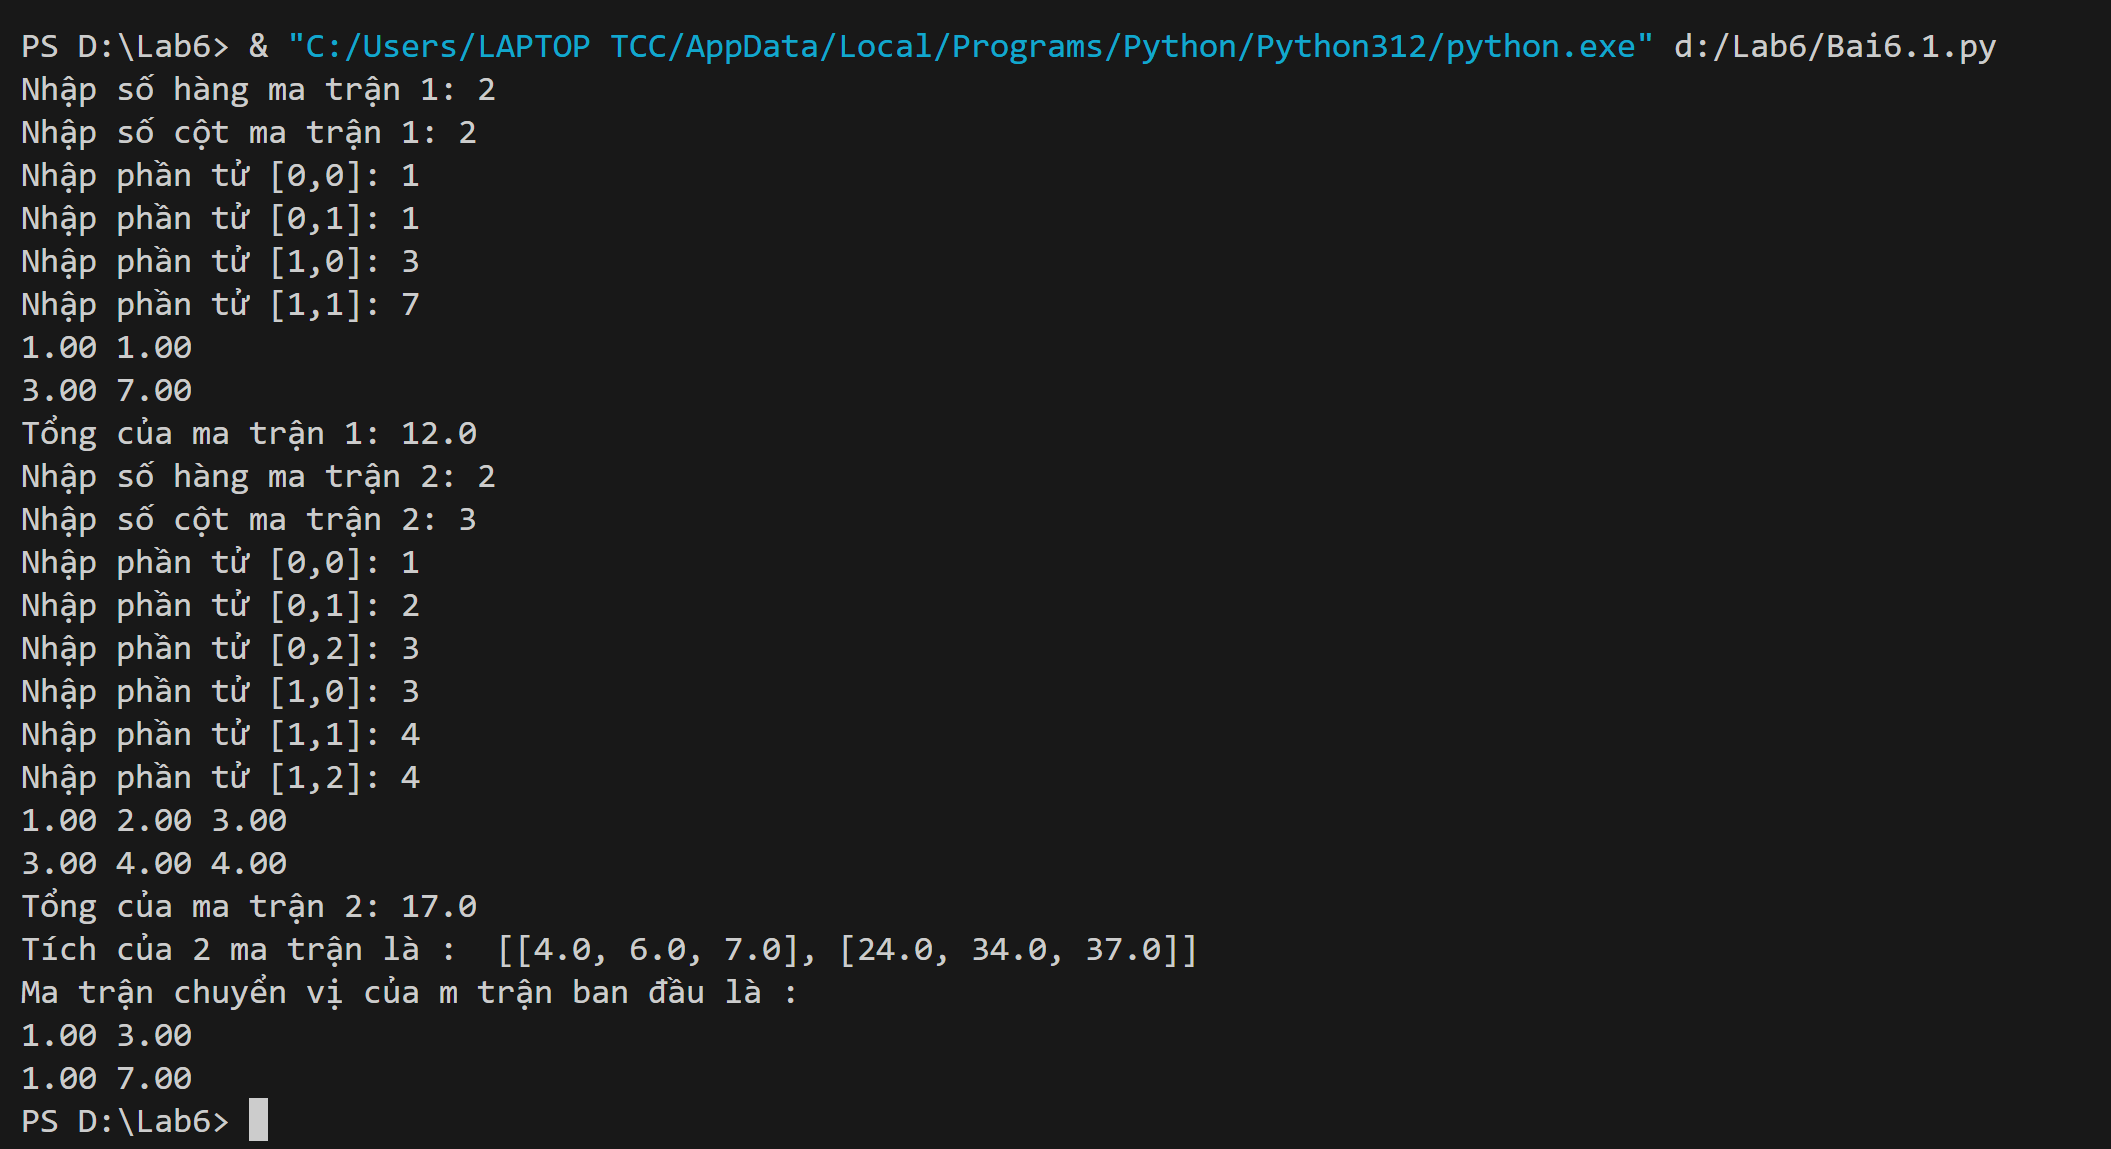 PS D:\Lab6> & "C:/Users/LAPTOP TCC/AppData/Local/Programs/Python/Python312/python.exe" d:/Lab6/Bai6.1.py
Nhập số hàng ma trận 1: 2
Nhập số cột ma trận 1: 2
Nhập phần tử [0,0]: 1
Nhập phần tử [0,1]: 1
Nhập phần tử [1,0]: 3
Nhập phần tử [1,1]: 7
1.00 1.00
3.00 7.00
Tổng của ma trận 1: 12.0
Nhập số hàng ma trận 2: 2
Nhập số cột ma trận 2: 3
Nhập phần tử [0,0]: 1
Nhập phần tử [0,1]: 2
Nhập phần tử [0,2]: 3
Nhập phần tử [1,0]: 3
Nhập phần tử [1,1]: 4
Nhập phần tử [1,2]: 4
1.00 2.00 3.00
3.00 4.00 4.00
Tổng của ma trận 2: 17.0
Tích của 2 ma trận là :  [[4.0, 6.0, 7.0], [24.0, 34.0, 37.0]]
Ma trận chuyển vị của m trận ban đầu là :
1.00 3.00
1.00 7.00
PS D:\Lab6>